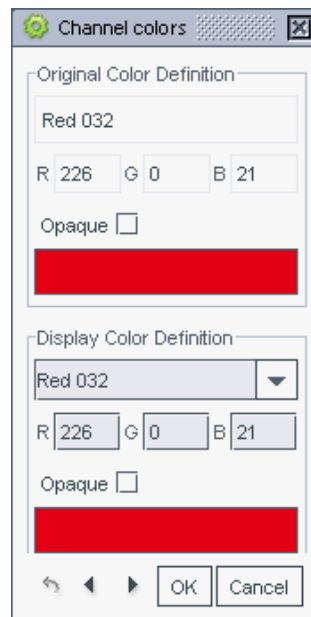 Channel colors
Original Color Definition
Red 032
R 226 G 0 B 21
Opaque
Display Color Definition
Red 032
R 226 G 0 B 21
Opaque
OK Cancel